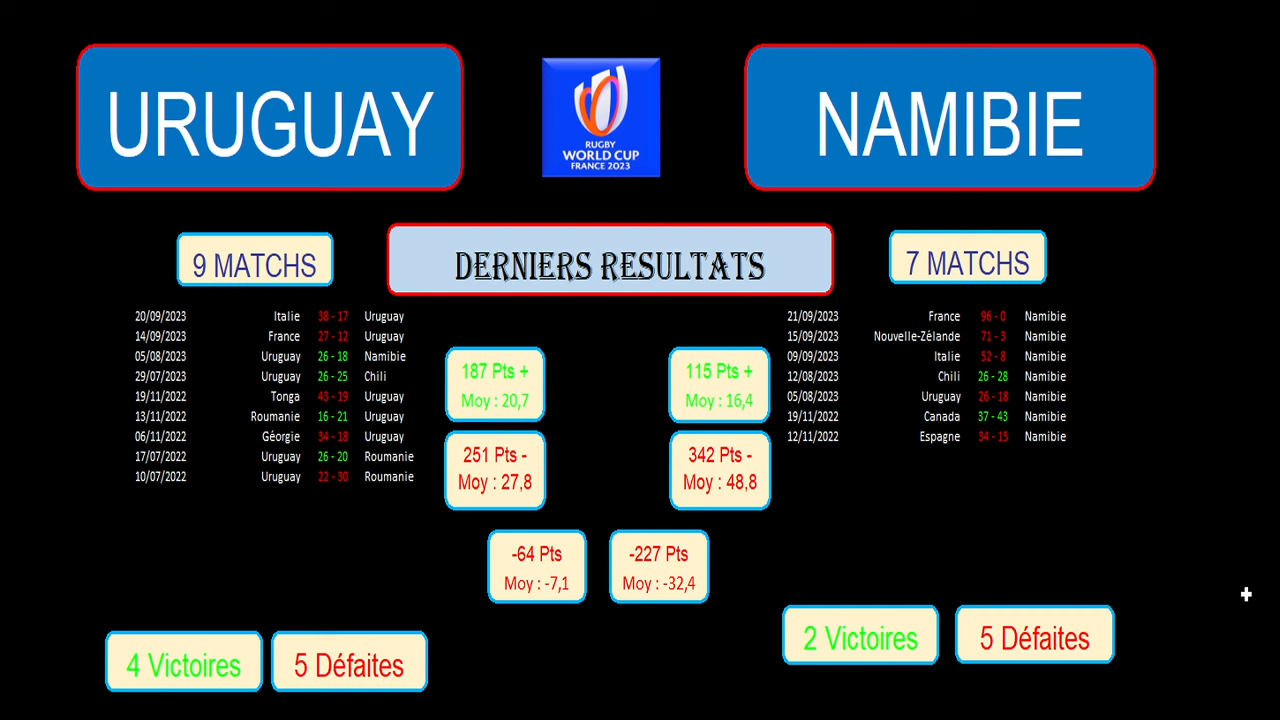 URUGUAY
RUGBY
WORLD CUP
FRANCE 2023
NAMIBIE
9 MATCHS
DERNIERS RESULTATS
7 MATCHS
20/09/2023 Italie 38 - 17 Uruguay
14/09/2023 France 27 - 12 Uruguay
05/08/2023 Uruguay 26 - 18 Namibie
29/07/2023 Uruguay 26 - 25 Chili
19/11/2022 Tonga 43 - 19 Uruguay
13/11/2022 Roumanie 16 - 21 Uruguay
06/11/2022 Géorgie 34 - 18 Uruguay
17/07/2022 Uruguay 26 - 20 Roumanie
10/07/2022 Uruguay 22 - 30 Roumanie
187 Pts +
Moy : 20,7
251 Pts -
Moy : 27,8
115 Pts +
Moy : 16,4
342 Pts -
Moy : 48,8
21/09/2023 France 96 - 0 Namibie
15/09/2023 Nouvelle-Zélande 71 - 3 Namibie
09/09/2023 Italie 52 - 8 Namibie
12/08/2023 Chili 26 - 28 Namibie
05/08/2023 Uruguay 26 - 18 Namibie
19/11/2022 Canada 37 - 43 Namibie
12/11/2022 Espagne 34 - 15 Namibie
-64 Pts
Moy : -7,1
-227 Pts
Moy : -32,4
4 Victoires
5 Défaites
2 Victoires
5 Défaites